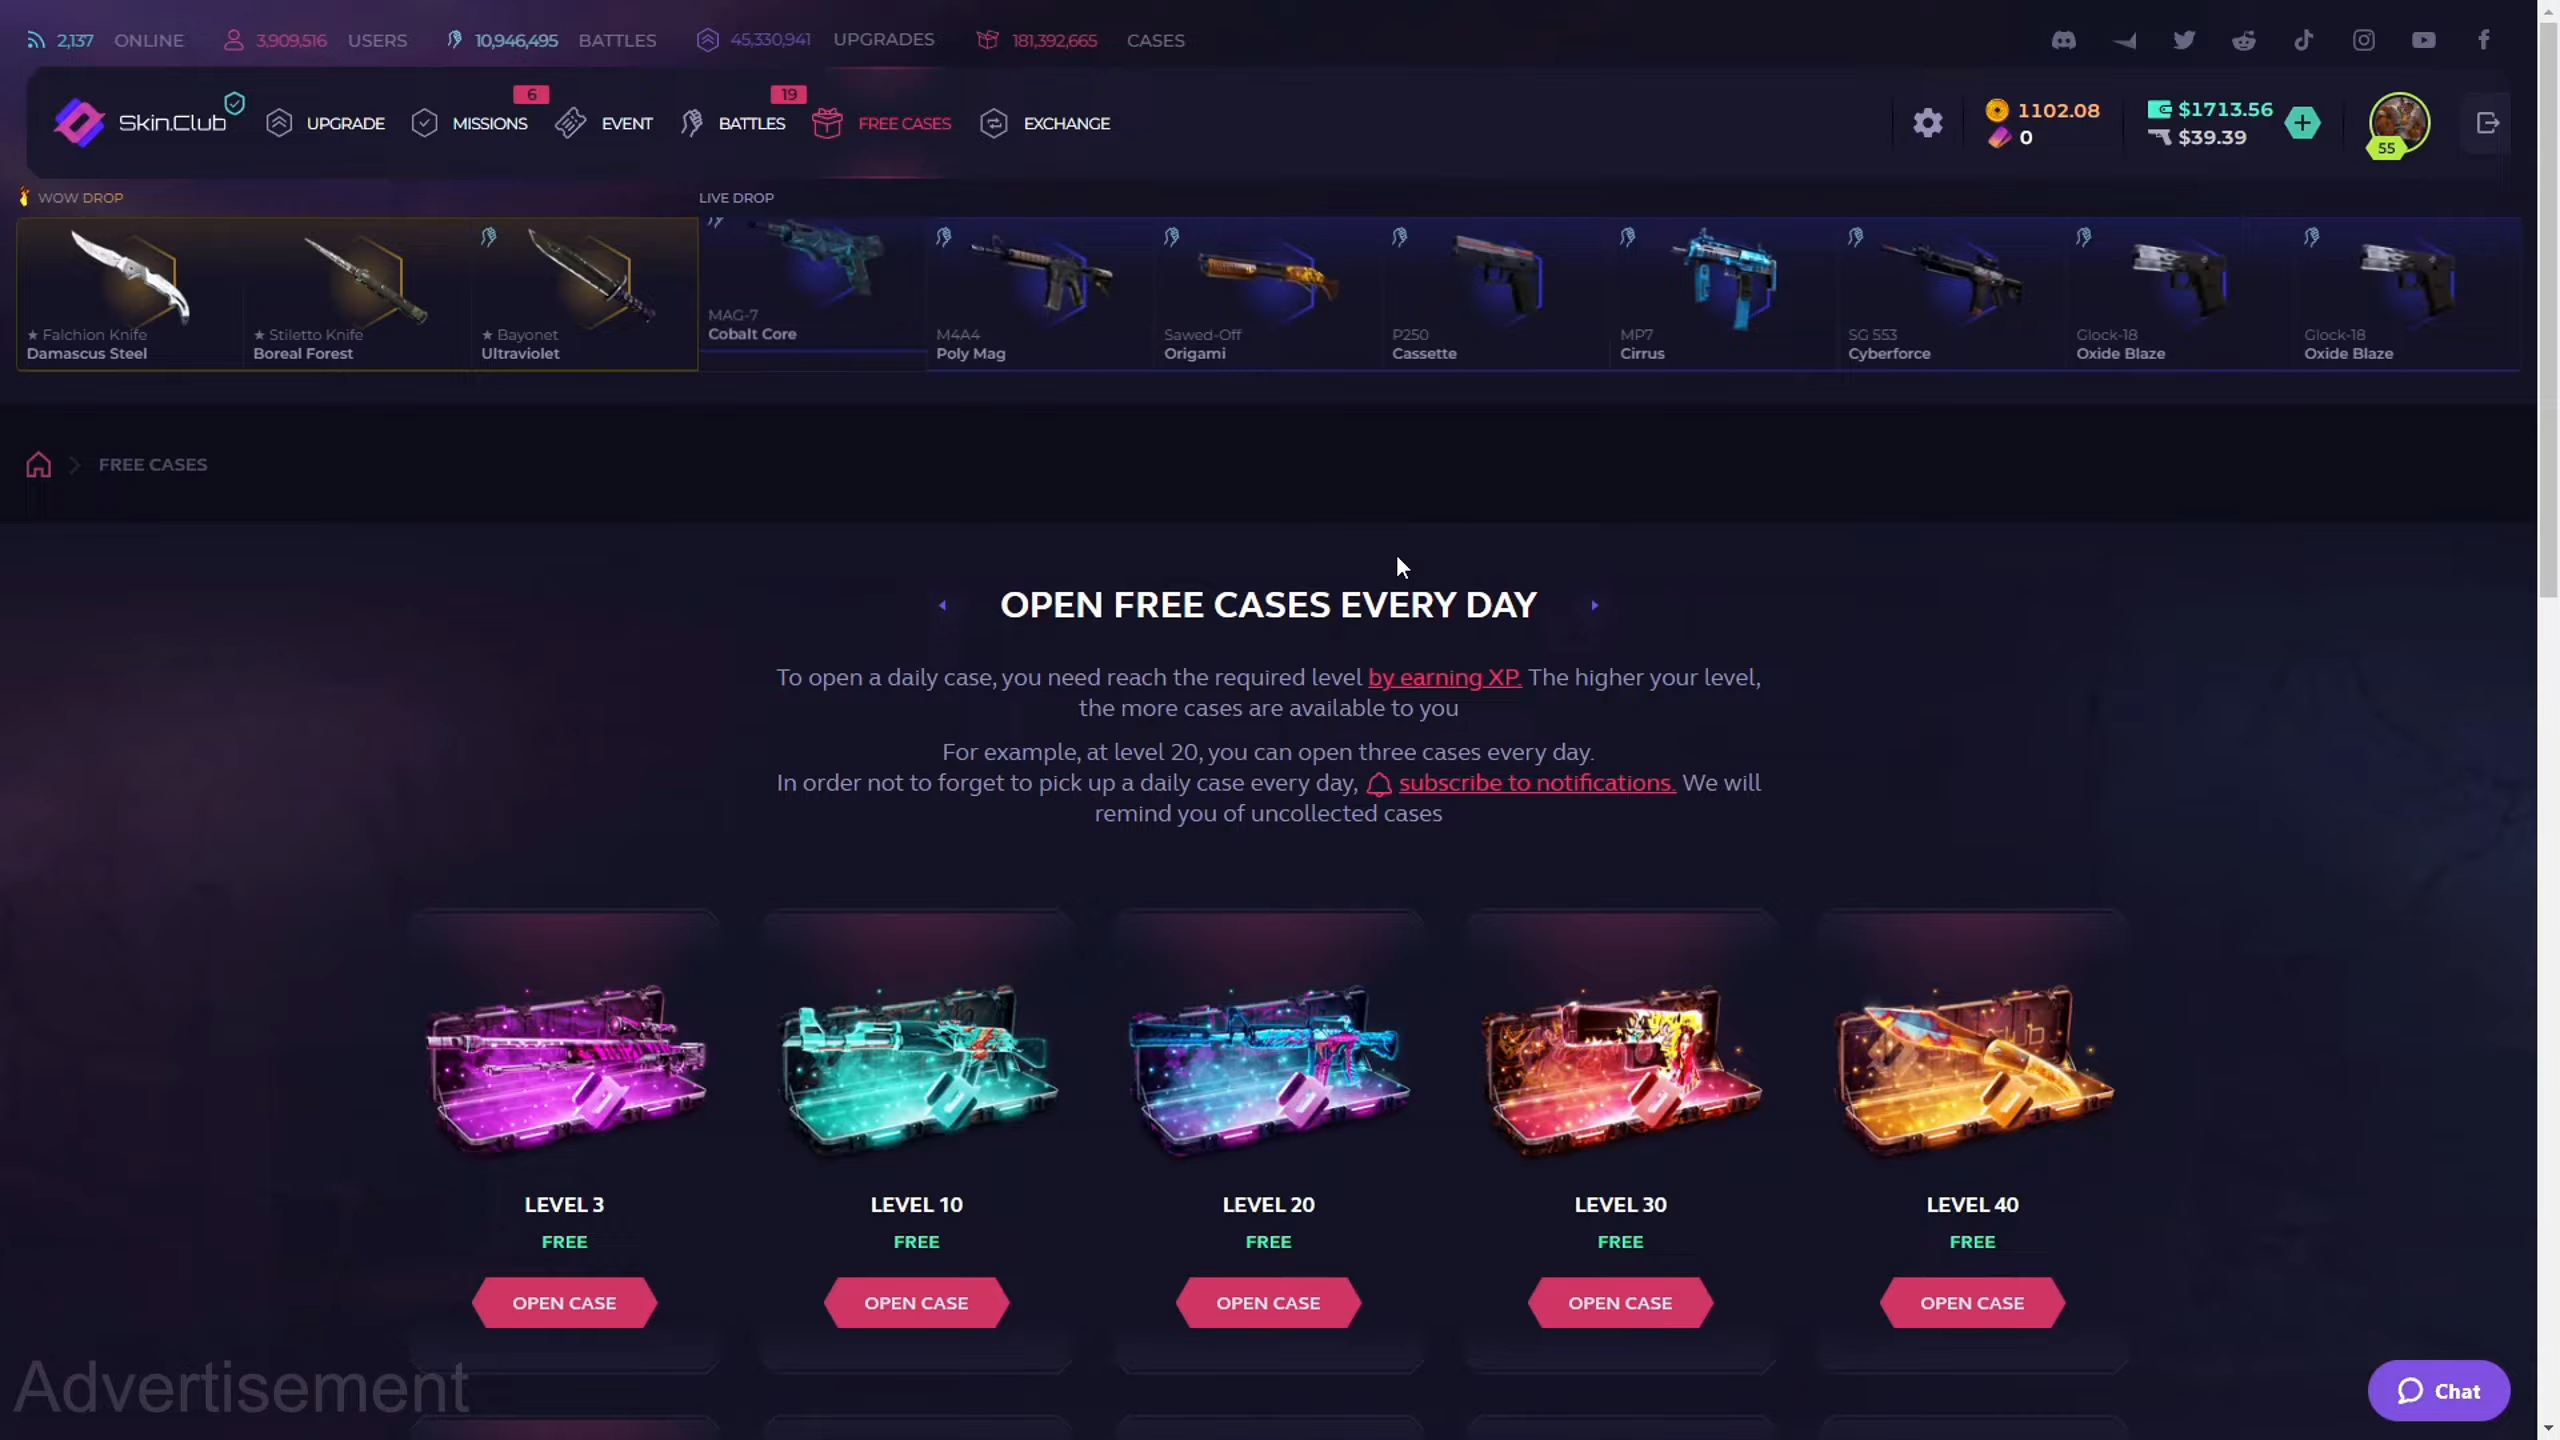 2,137 ONLINE 3,909,516 USERS 10,946,495 BATTLES 45,330,941 UPGRADES 181,392,665 CASES
Skin.Club UPGRADE 6 MISSIONS EVENT 19 BATTLES FREE CASES EXCHANGE
1102.08 $1713.56
0 $39.39
55
WOW DROP LIVE DROP
★ Falchion Knife
Damascus Steel
★ Stiletto Knife
Boreal Forest
★ Bayonet
Ultraviolet
MAG-7
Cobalt Core
M4A4
Poly Mag
Sawed-Off
Origami
P250
Cassette
MP7
Cirrus
SG 553
Cyberforce
Glock-18
Oxide Blaze
Glock-18
Oxide Blaze
FREE CASES
OPEN FREE CASES EVERY DAY
To open a daily case, you need reach the required level by earning XP. The higher your level,
the more cases are available to you
For example, at level 20, you can open three cases every day.
In order not to forget to pick up a daily case every day, subscribe to notifications. We will
remind you of uncollected cases
LEVEL 3 LEVEL 10 LEVEL 20 LEVEL 30 LEVEL 40
FREE FREE FREE FREE FREE
OPEN CASE OPEN CASE OPEN CASE OPEN CASE OPEN CASE
Advertisement
Chat